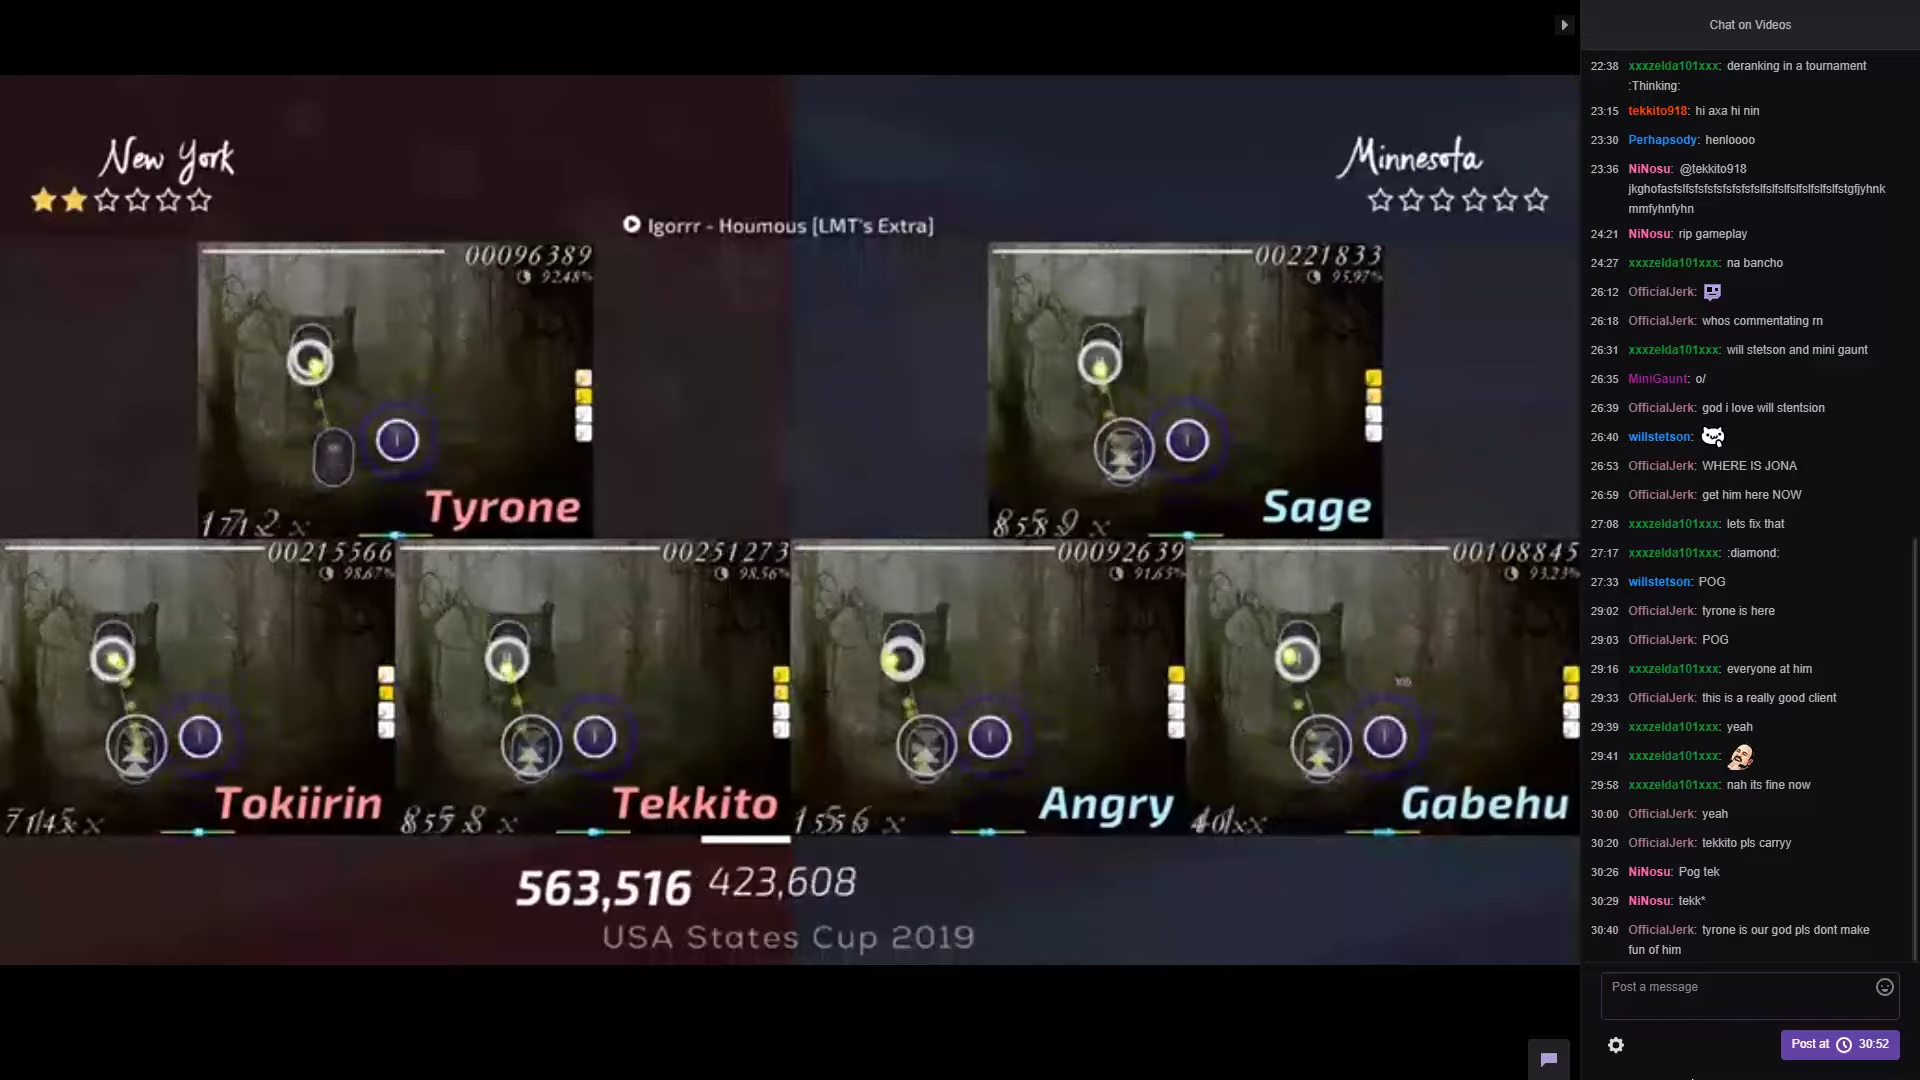 Chat on Videos
New York
Minnesota
Igorrr - Houmous [LMT's Extra]
00096389
92.48%
00221833
95.97%
Tyrone
Sage
00215366
98.67%
00251273
98.56%
00092639
91.65%
00108845
93.23%
Tokiirin
Tekkito
Angry
Gabehu
563,516 423,608
USA States Cup 2019
22:38 xxxzelda101xxx: deranking in a tournament
:Thinking:
23:15 tekkito918: hi axa hi nin
23:30 Perhapsody: henloooo
23:36 NiNosu: @tekkito918
24:21 NiNosu: rip gameplay
24:27 xxxzelda101xxx: na bancho
26:12 OfficialJerk:
26:18 OfficialJerk: whos commentating rn
26:31 xxxzelda101xxx: will stetson and mini gaunt
26:35 MiniGaunt: o/
26:39 OfficialJerk: god i love will stentsion
26:40 willstetson:
26:53 OfficialJerk: WHERE IS JONA
26:59 OfficialJerk: get him here NOW
27:08 xxxzelda101xxx: lets fix that
27:17 xxxzelda101xxx: :diamond:
27:33 willstetson: POG
29:02 OfficialJerk: tyrone is here
29:03 OfficialJerk: POG
29:16 xxxzelda101xxx: everyone at him
29:33 OfficialJerk: this is a really good client
29:39 xxxzelda101xxx: yeah
29:41 xxxzelda101xxx:
29:58 xxxzelda101xxx: nah its fine now
30:00 OfficialJerk: yeah
30:20 OfficialJerk: tekkito pls carryy
30:26 NiNosu: Pog tek
30:29 NiNosu: tekk*
30:40 OfficialJerk: tyrone is our god pls dont make
fun of him
Post a message
Post at 30:52